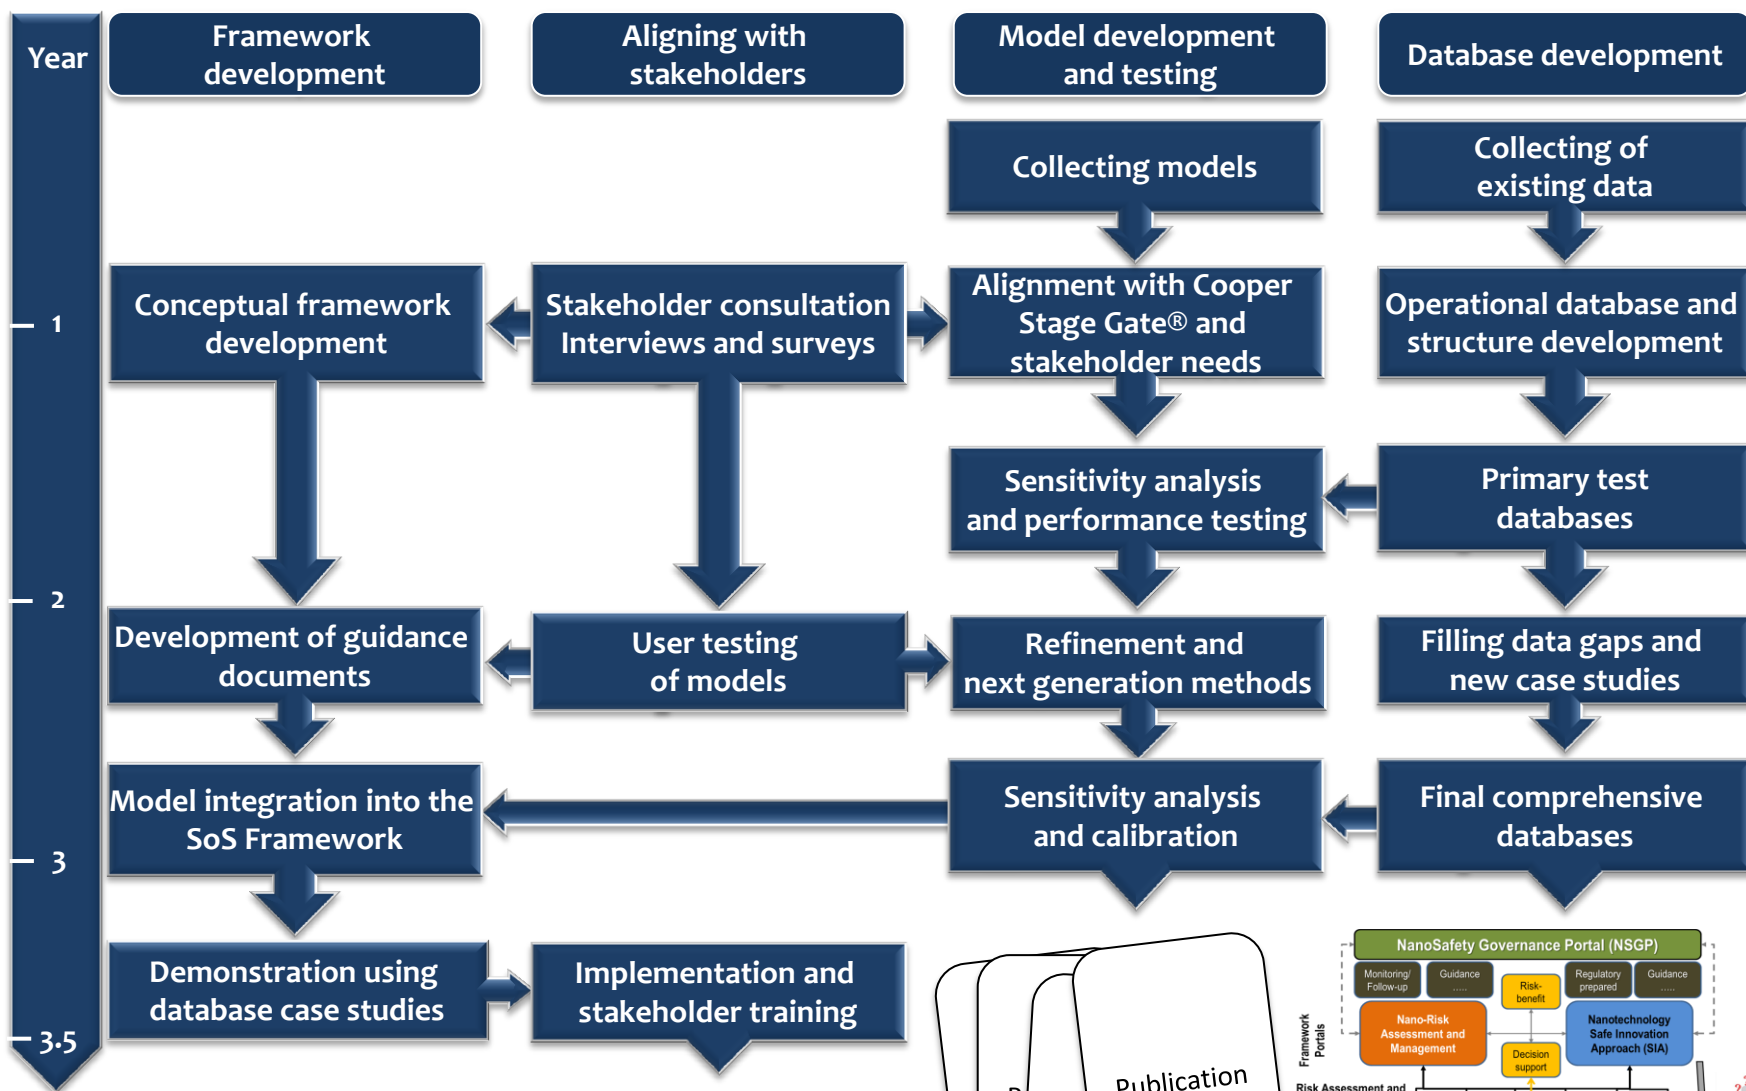 Year
Framework
development
Aligning with
stakeholders
Model development
and testing
Database development
Collecting models
Collecting of
existing data
1
Conceptual framework
development
Stakeholder consultation
Interviews and surveys
Alignment with Cooper
Stage Gate® and
stakeholder needs
Operational database and
structure development
Sensitivity analysis
and performance testing
Primary test
databases
2
Development of guidance
documents
User testing
of models
Refinement and
next generation methods
Filling data gaps and
new case studies
Model integration into the
SoS Framework
Sensitivity analysis
and calibration
Final comprehensive
databases
3
Demonstration using
database case studies
Implementation and
stakeholder training
3.5
Publication
NanoSafety Governance Portal (NSGP)
Monitoring/
Follow-up
Guidance
.....
Risk-
benefit
Regulatory
prepared
Guidance
.....
Framework
Portals
Nano-Risk
Assessment and
Management
Nanotechnology
Safe Innovation
Approach (SIA)
Decision
support
Risk Assessment and